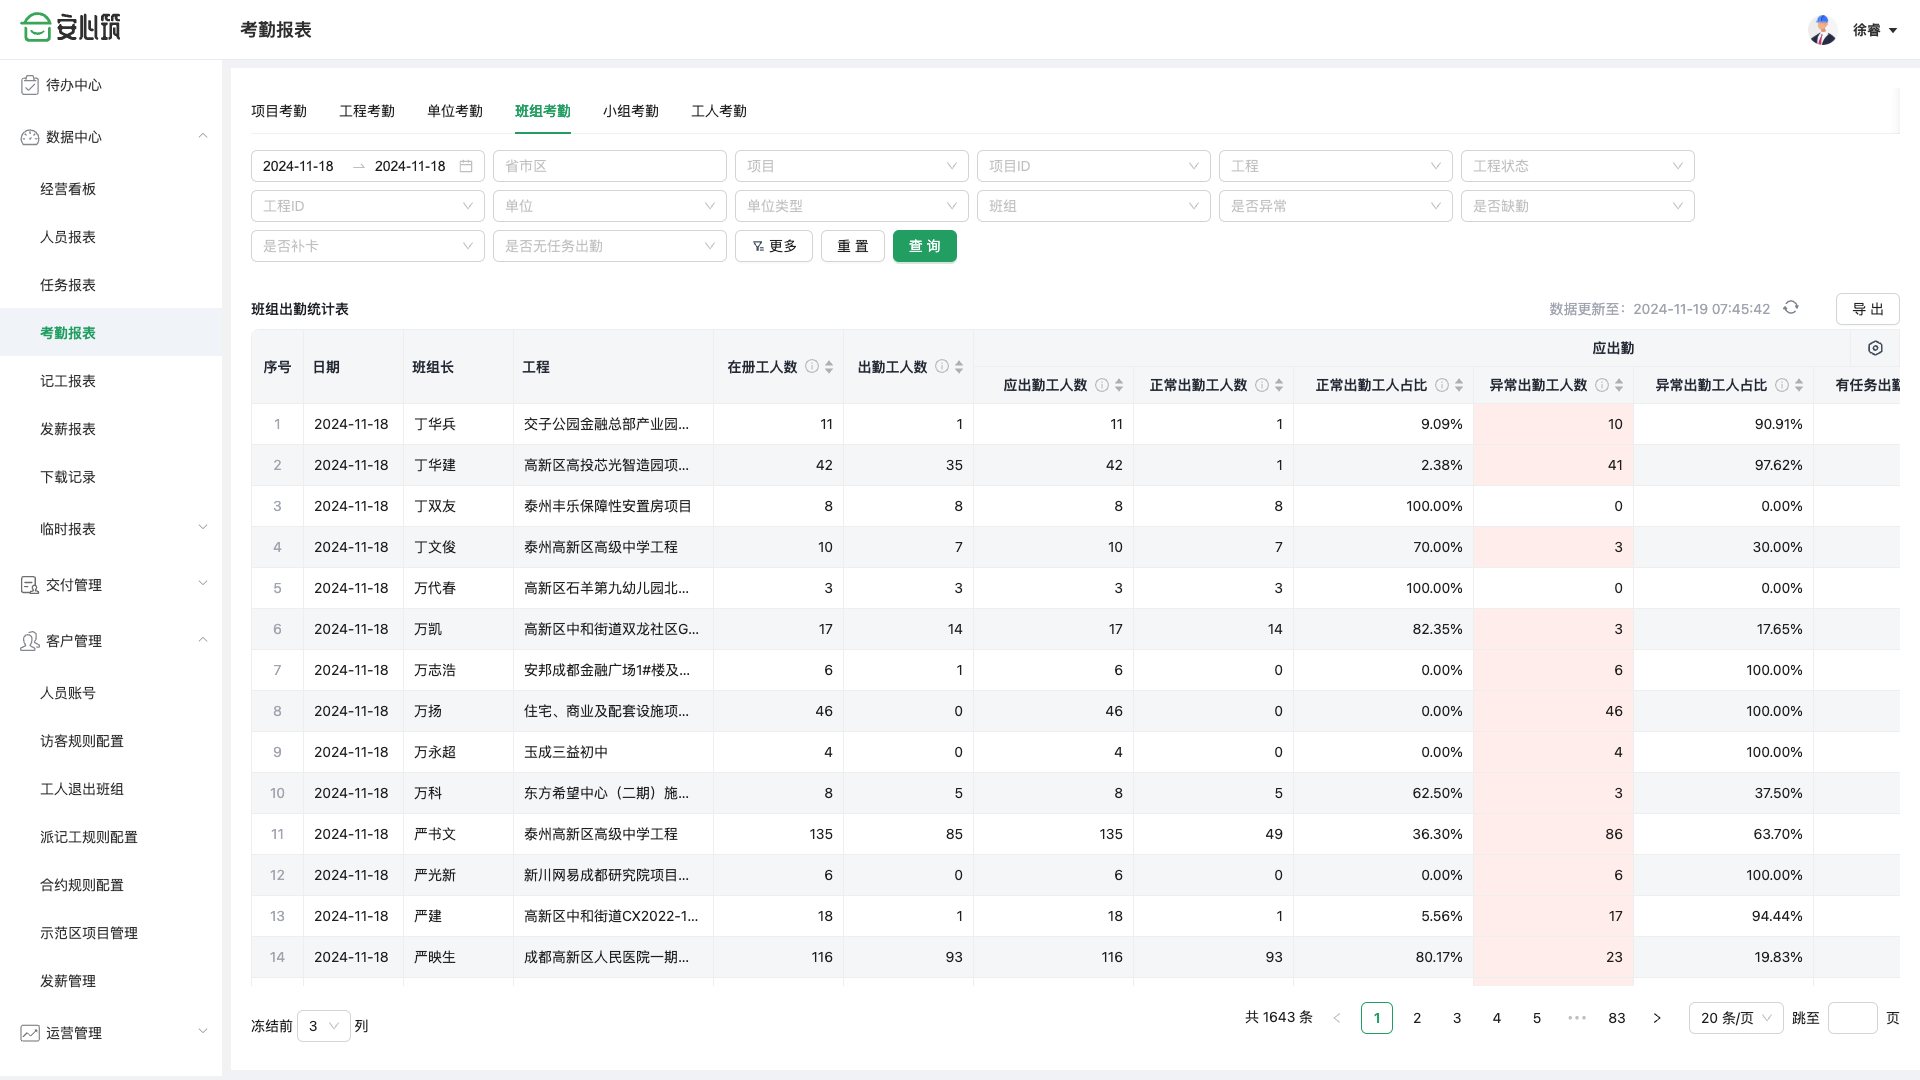 安心筑
考勤报表
徐睿
待办中心
数据中心
经营看板
人员报表
任务报表
考勤报表
记工报表
发薪报表
下载记录
临时报表
交付管理
客户管理
人员账号
访客规则配置
工人退出班组
派记工规则配置
合约规则配置
示范区项目管理
发薪管理
运营管理
项目考勤 工程考勤 单位考勤 班组考勤 小组考勤 工人考勤
2024-11-18 → 2024-11-18 省市区 项目 项目ID 工程 工程状态
工程ID 单位 单位类型 班组 是否异常 是否缺勤
是否补卡 是否无任务出勤 更多 重 置 查 询
班组出勤统计表
数据更新至：2024-11-19 07:45:42 导 出
序号 日期 班组长 工程 在册工人数 出勤工人数 应出勤
应出勤工人数 正常出勤工人数 正常出勤工人占比 异常出勤工人数 异常出勤工人占比 有任务出勤
1 2024-11-18 丁华兵 交子公园金融总部产业园... 11 1 11 1 9.09% 10 90.91%
2 2024-11-18 丁华建 高新区高投芯光智造园项... 42 35 42 1 2.38% 41 97.62%
3 2024-11-18 丁双友 泰州丰乐保障性安置房项目 8 8 8 8 100.00% 0 0.00%
4 2024-11-18 丁文俊 泰州高新区高级中学工程 10 7 10 7 70.00% 3 30.00%
5 2024-11-18 万代春 高新区石羊第九幼儿园北... 3 3 3 3 100.00% 0 0.00%
6 2024-11-18 万凯 高新区中和街道双龙社区G... 17 14 17 14 82.35% 3 17.65%
7 2024-11-18 万志浩 安邦成都金融广场1#楼及... 6 1 6 0 0.00% 6 100.00%
8 2024-11-18 万扬 住宅、商业及配套设施项... 46 0 46 0 0.00% 46 100.00%
9 2024-11-18 万永超 玉成三益初中 4 0 4 0 0.00% 4 100.00%
10 2024-11-18 万科 东方希望中心（二期）施... 8 5 8 5 62.50% 3 37.50%
11 2024-11-18 严书文 泰州高新区高级中学工程 135 85 135 49 36.30% 86 63.70%
12 2024-11-18 严光新 新川网易成都研究院项目... 6 0 6 0 0.00% 6 100.00%
13 2024-11-18 严建 高新区中和街道CX2022-1... 18 1 18 1 5.56% 17 94.44%
14 2024-11-18 严映生 成都高新区人民医院一期... 116 93 116 93 80.17% 23 19.83%
冻结前 3 列
共 1643 条 < 1 2 3 4 5 ••• 83 > 20 条/页 跳至 页